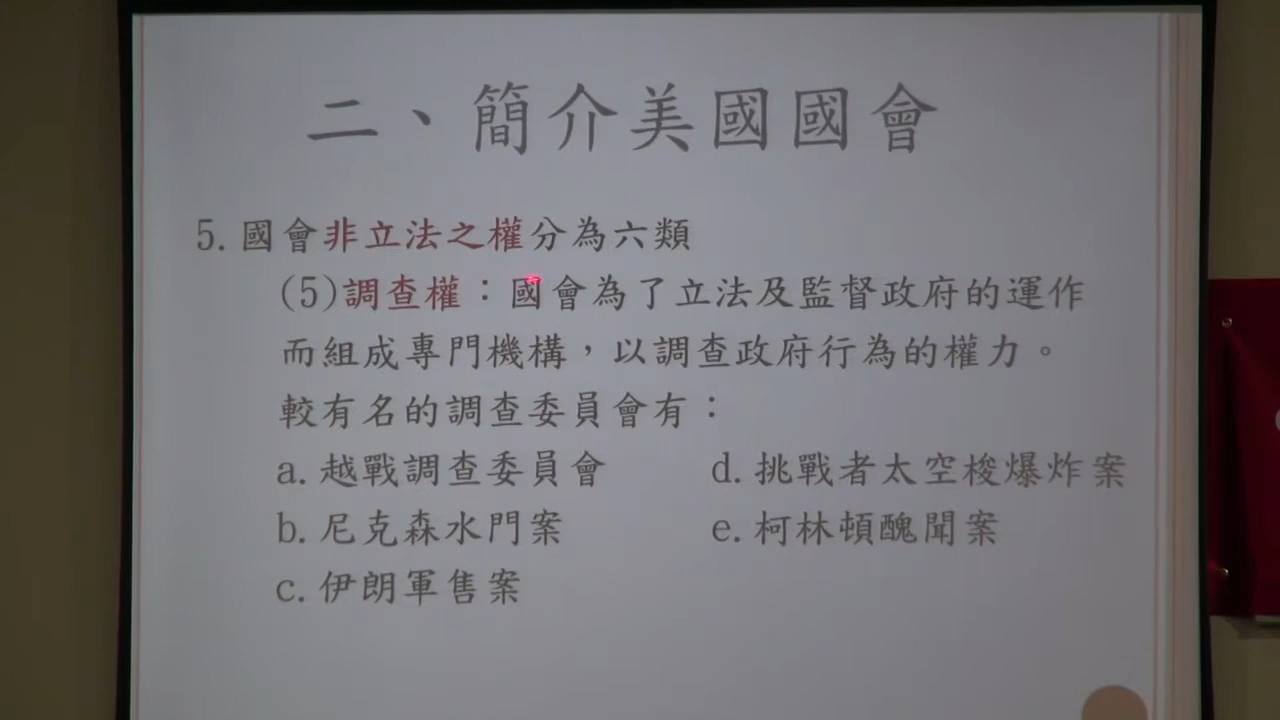 二、簡介美國國會
5.國會非立法之權分為六類
(5)調查權：國會為了立法及監督政府的運作
而組成專門機構，以調查政府行為的權力。
較有名的調查委員會有：
a.越戰調查委員會
b.尼克森水門案
c.伊朗軍售案
d.挑戰者太空梭爆炸案
e.柯林頓醜聞案